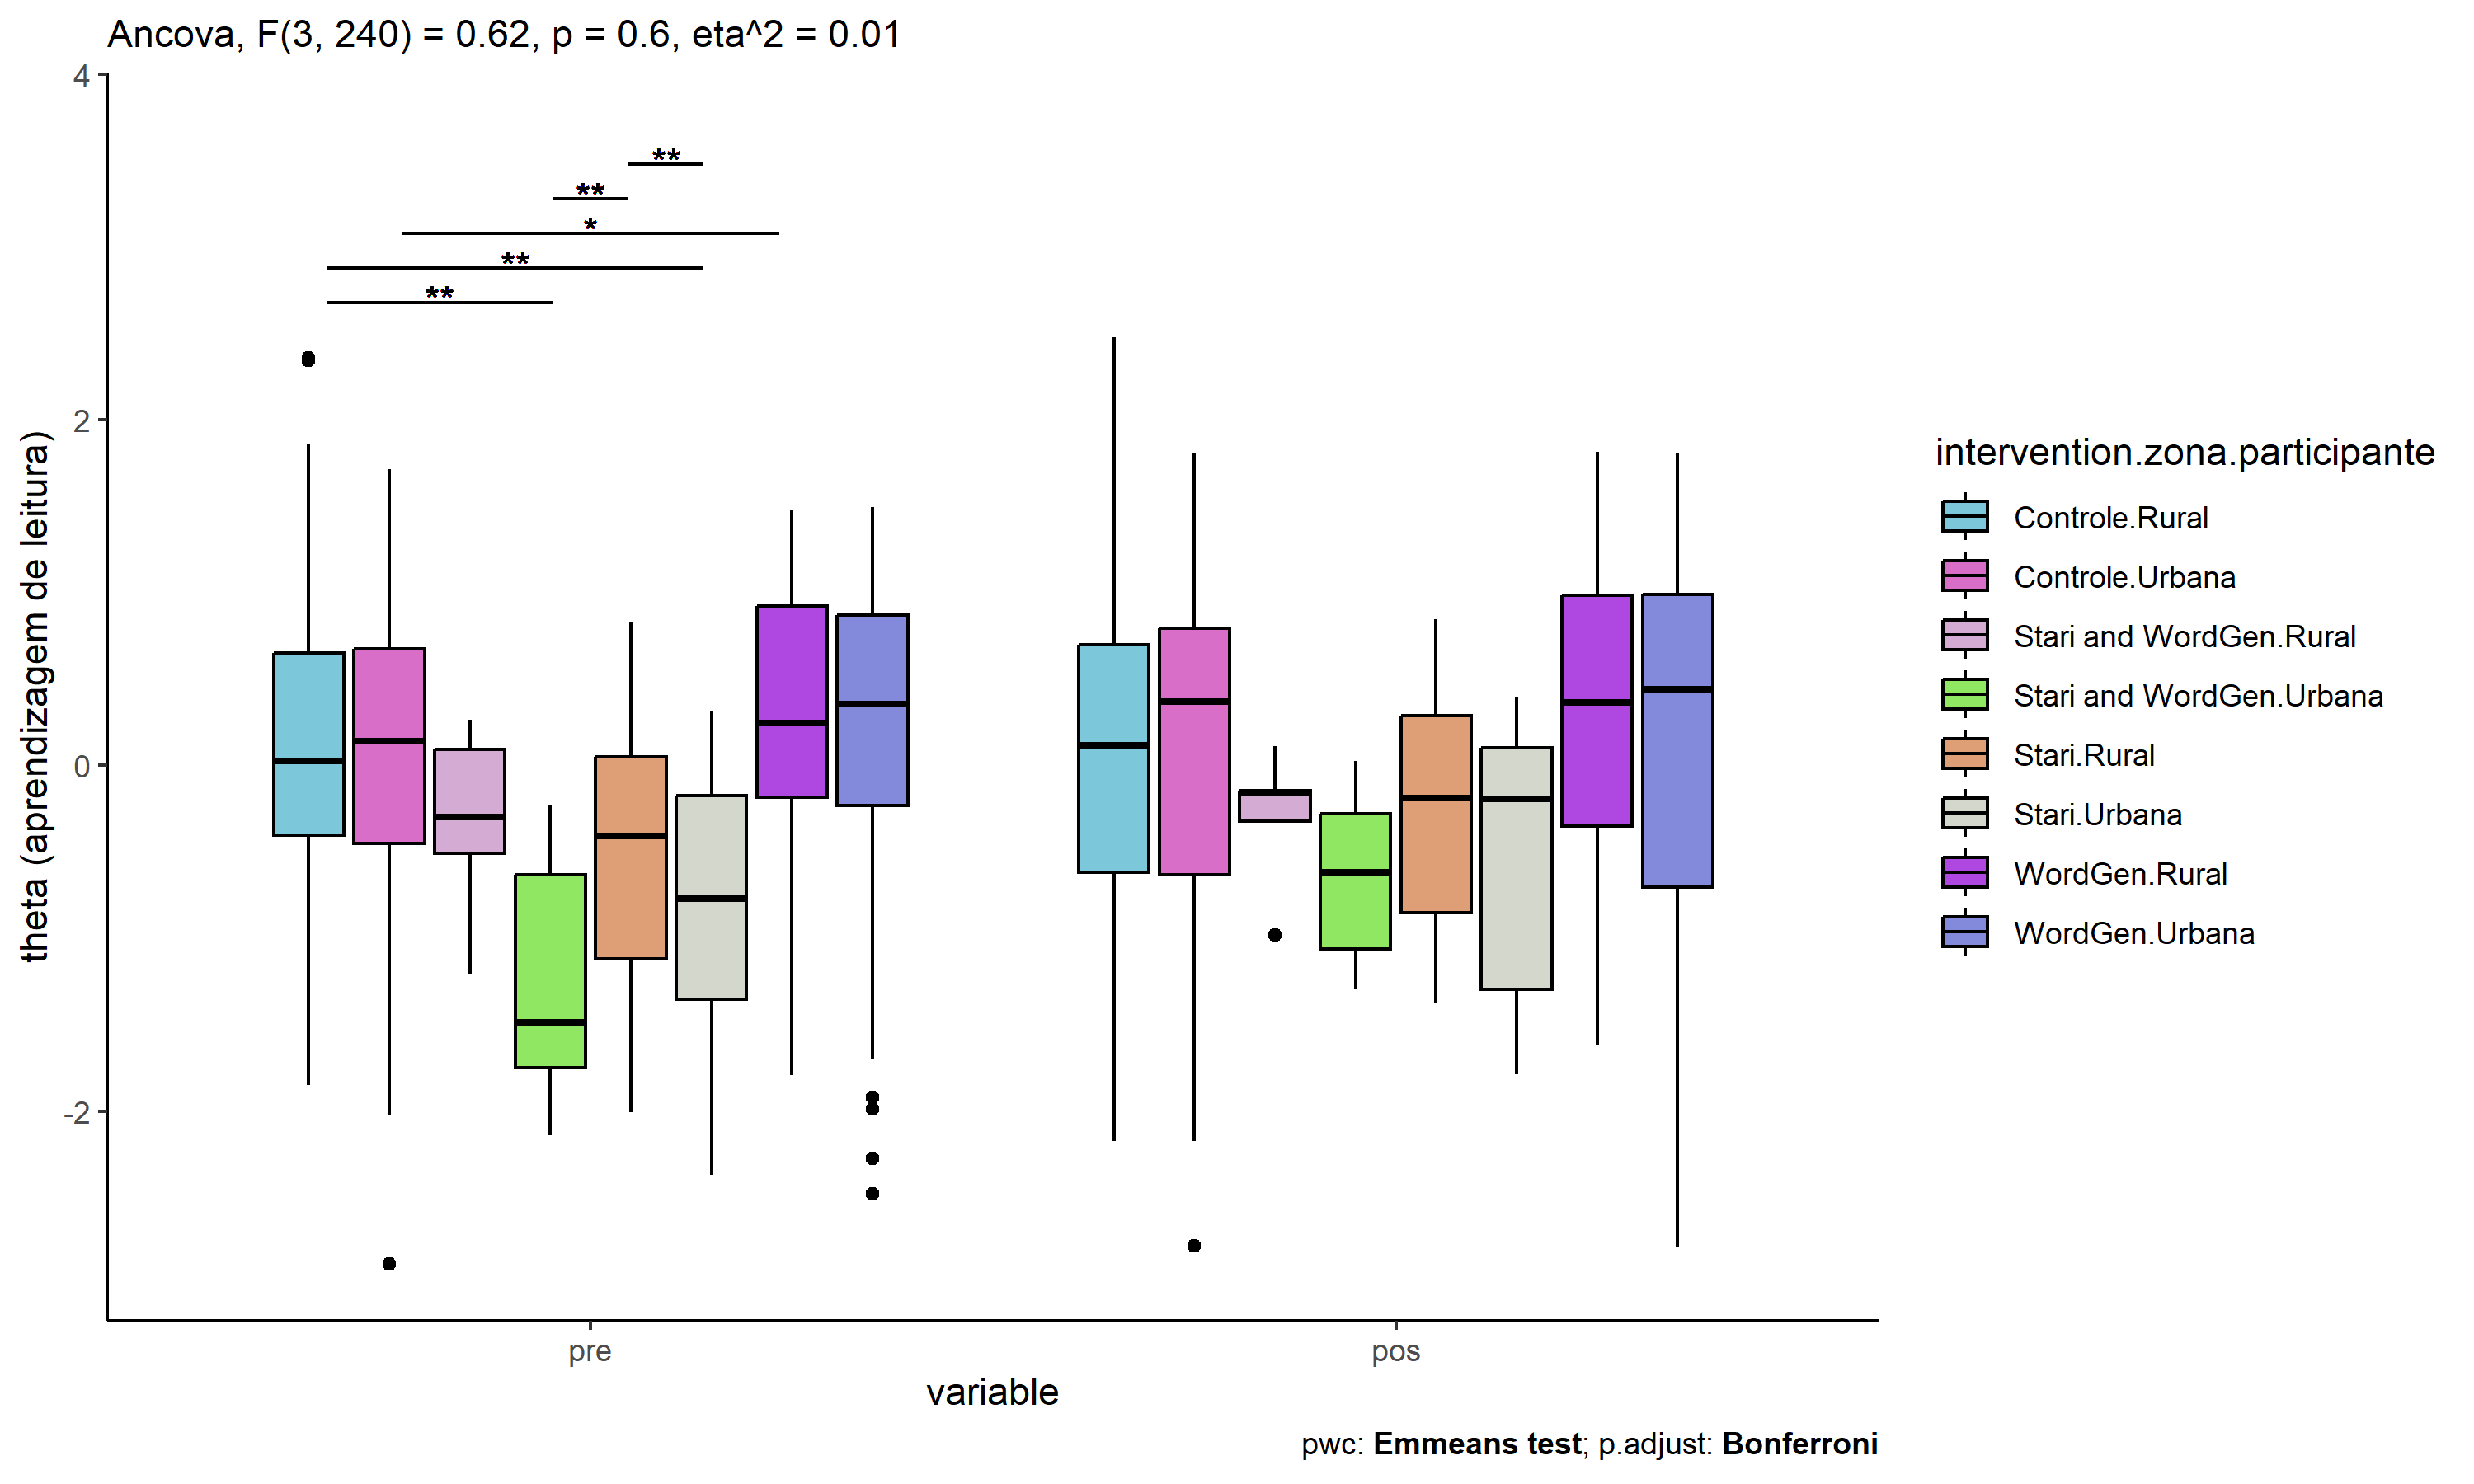 Ancova, F(3, 240) = 0.62, p = 0.6, eta^2 = 0.01
4
2
0
-2
theta (aprendizagem de leitura)
**
**
*
**
**
pre
pos
variable
pwc: Emmeans test; p.adjust: Bonferroni
intervention.zona.participante
Controle.Rural
Controle.Urbana
Stari and WordGen.Rural
Stari and WordGen.Urbana
Stari.Rural
Stari.Urbana
WordGen.Rural
WordGen.Urbana